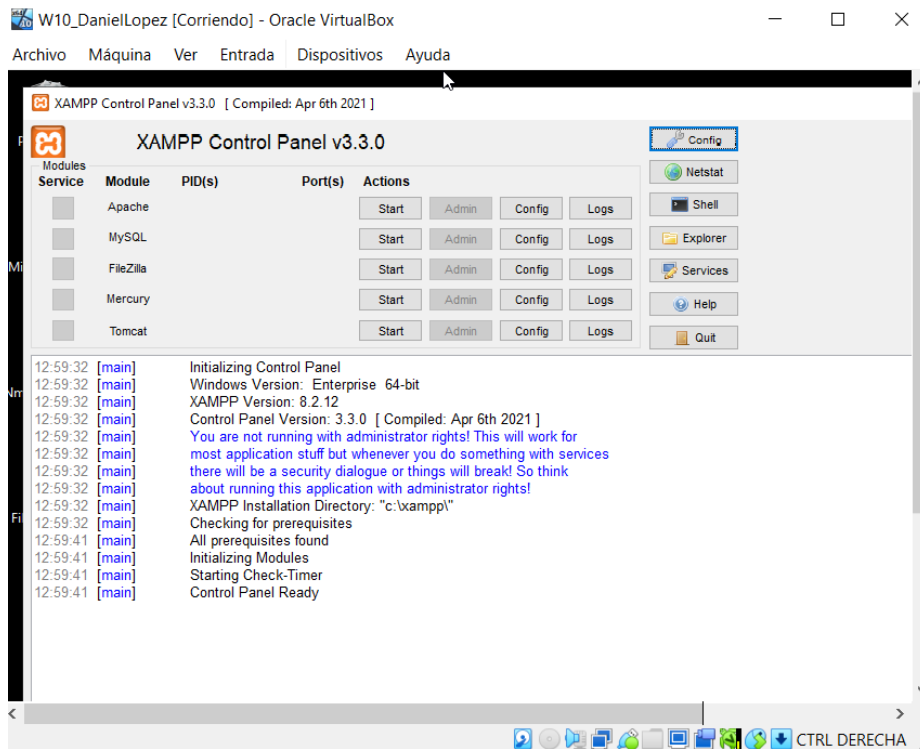 W10_DanielLopez [Corriendo] - Oracle VirtualBox
Archivo Máquina Ver Entrada Dispositivos Ayuda
XAMPP Control Panel v3.3.0 [ Compiled: Apr 6th 2021 ]
XAMPP Control Panel v3.3.0
Config
Modules
Service Module PID(s) Port(s) Actions
Netstat
Apache Start Admin Config Logs
Shell
MySQL Start Admin Config Logs
Explorer
FileZilla Start Admin Config Logs
Services
Mercury Start Admin Config Logs
Help
Tomcat Start Admin Config Logs
Quit
12:59:32 [main] Initializing Control Panel
12:59:32 [main] Windows Version: Enterprise 64-bit
12:59:32 [main] XAMPP Version: 8.2.12
12:59:32 [main] Control Panel Version: 3.3.0 [ Compiled: Apr 6th 2021 ]
12:59:32 [main] You are not running with administrator rights! This will work for
12:59:32 [main] most application stuff but whenever you do something with services
12:59:32 [main] there will be a security dialogue or things will break! So think
12:59:32 [main] about running this application with administrator rights!
12:59:32 [main] XAMPP Installation Directory: "c:\xampp\"
12:59:32 [main] Checking for prerequisites
12:59:41 [main] All prerequisites found
12:59:41 [main] Initializing Modules
12:59:41 [main] Starting Check-Timer
12:59:41 [main] Control Panel Ready
CTRL DERECHA